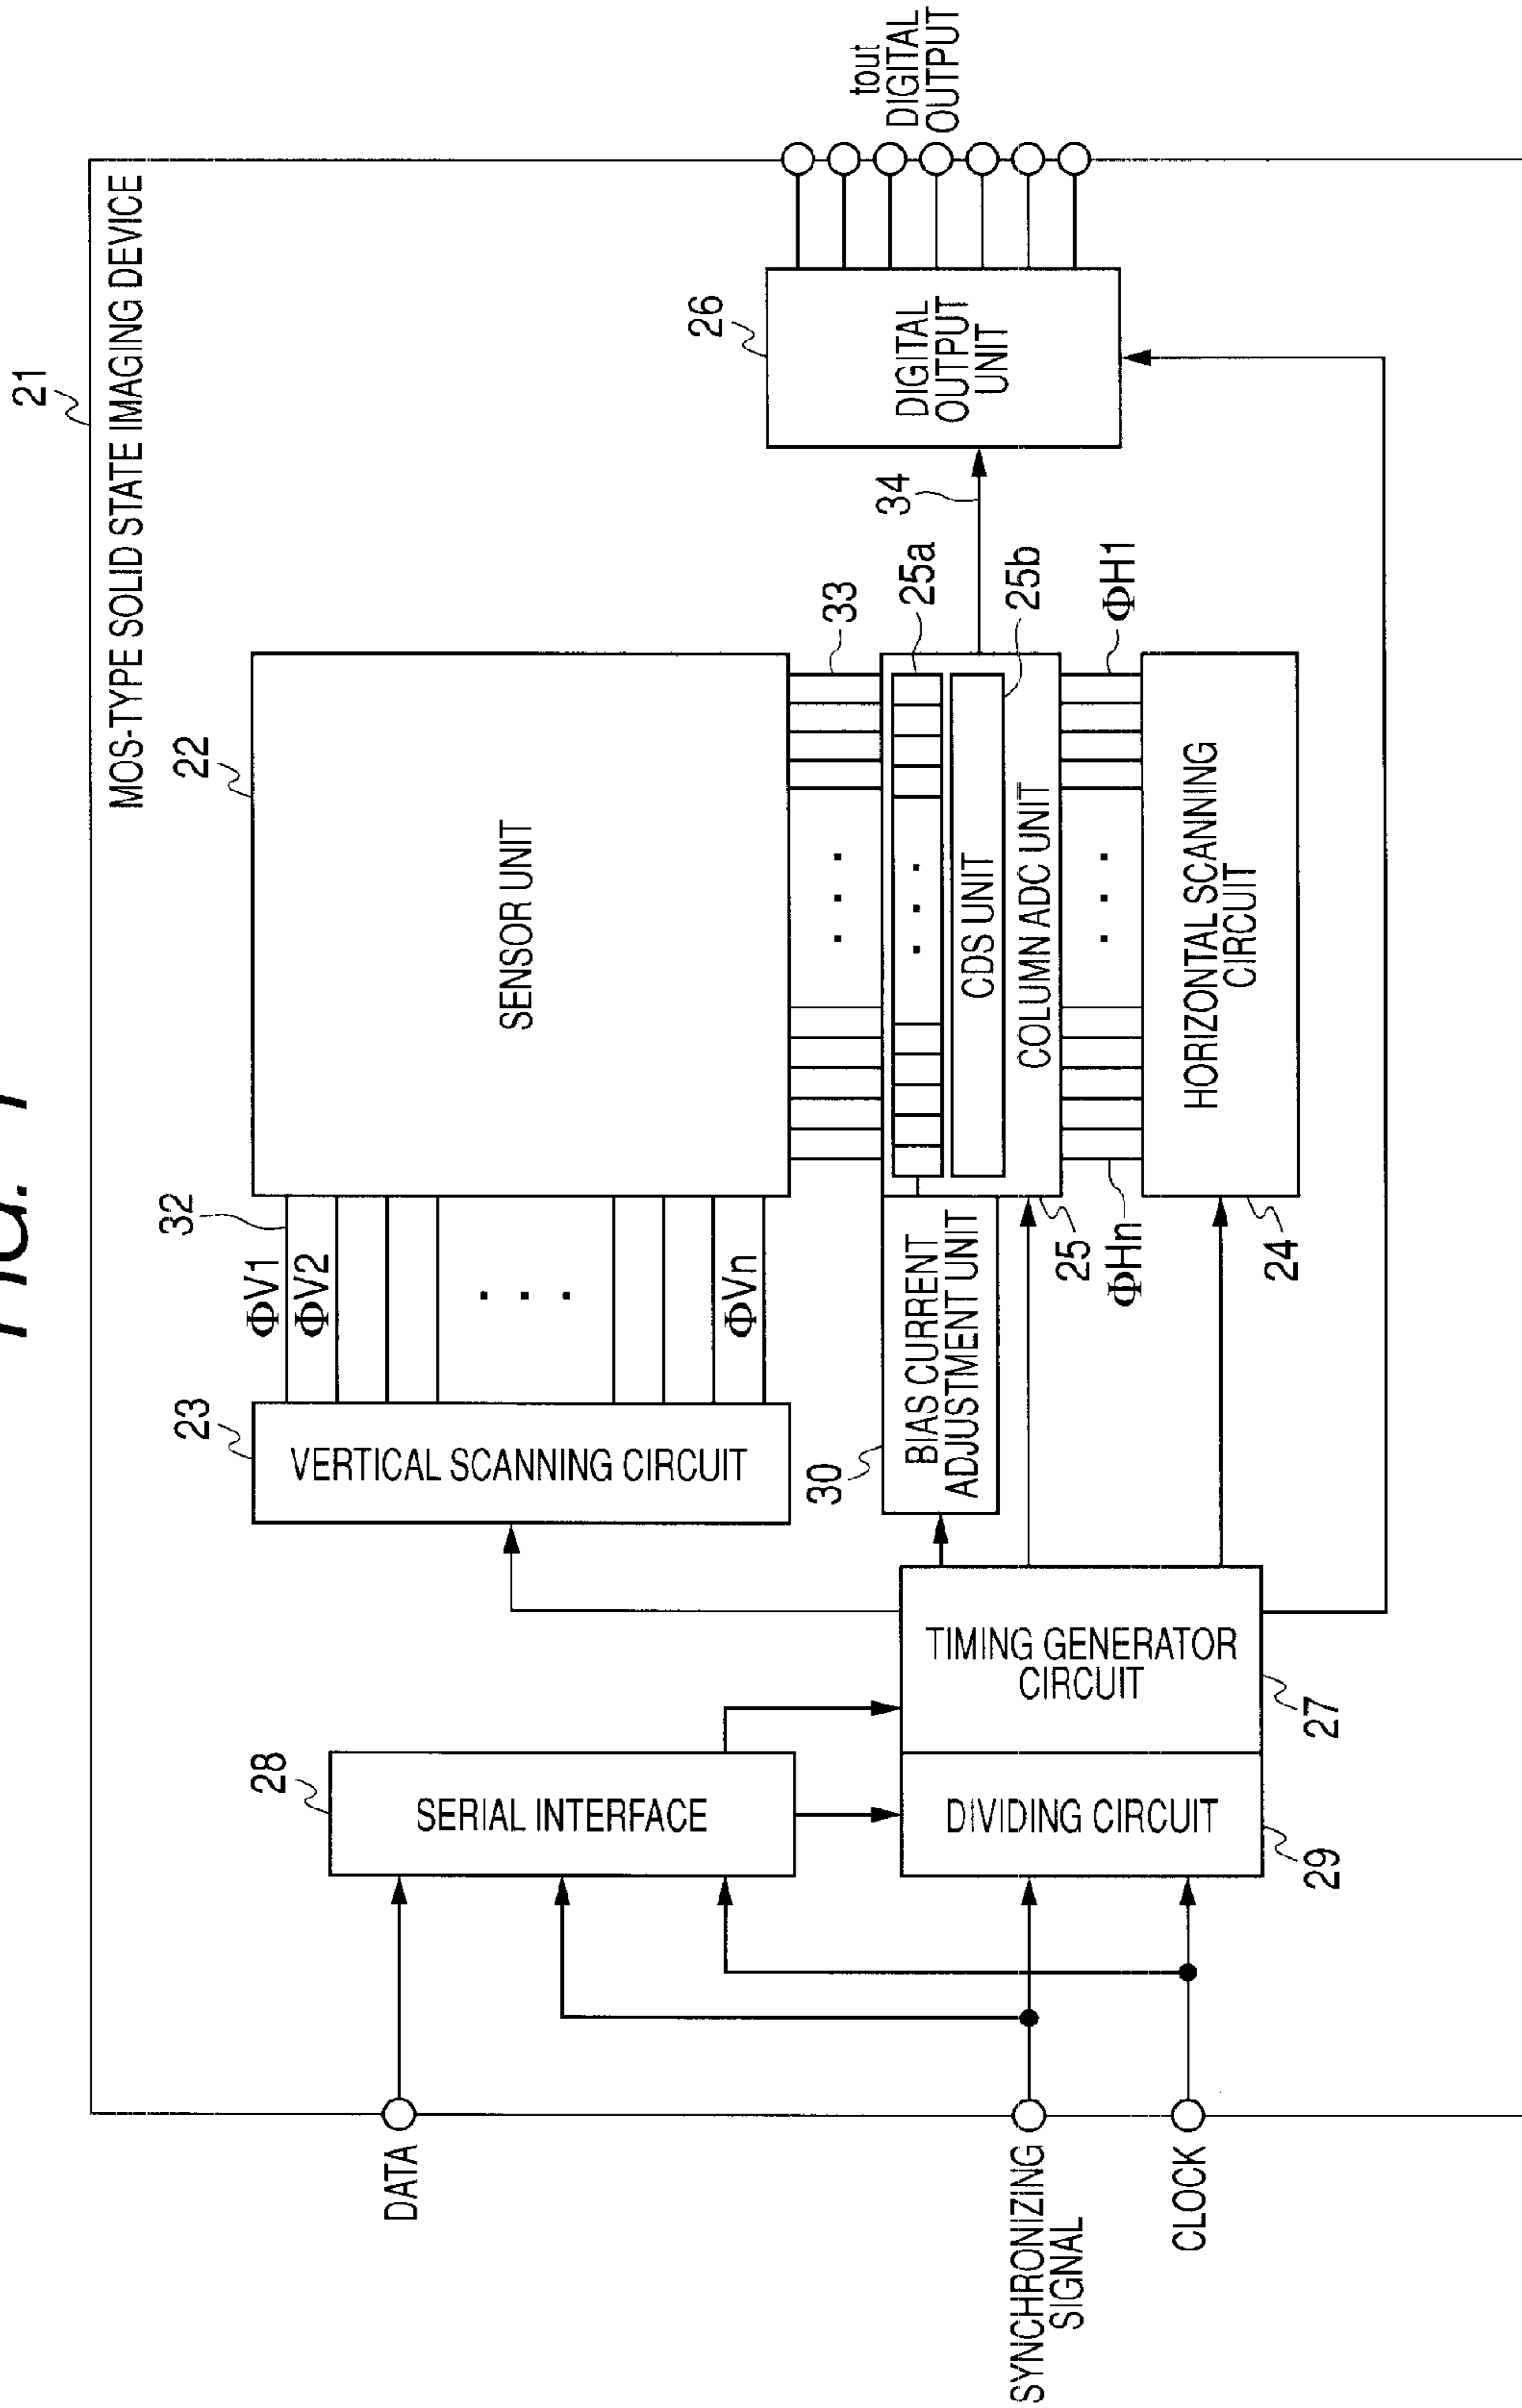 FIG. 1
21
MOS-TYPE SOLID STATE IMAGING DEVICE
22
SENSOR UNIT
32
ΦV1
ΦV2
ΦVn
23
VERTICAL SCANNING CIRCUIT
33
25a
25b
CDS UNIT
COLUMN ADC UNIT
25
30
BIAS CURRENT
ADJUSTMENT UNIT
ΦH1
ΦHn
HORIZONTAL SCANNING
CIRCUIT
24
34
26
DIGITAL
OUTPUT
UNIT
tout
DIGITAL
OUTPUT
28
SERIAL INTERFACE
TIMING GENERATOR
CIRCUIT
27
DIVIDING CIRCUIT
29
DATA
SYNCHRONIZING
SIGNAL
CLOCK